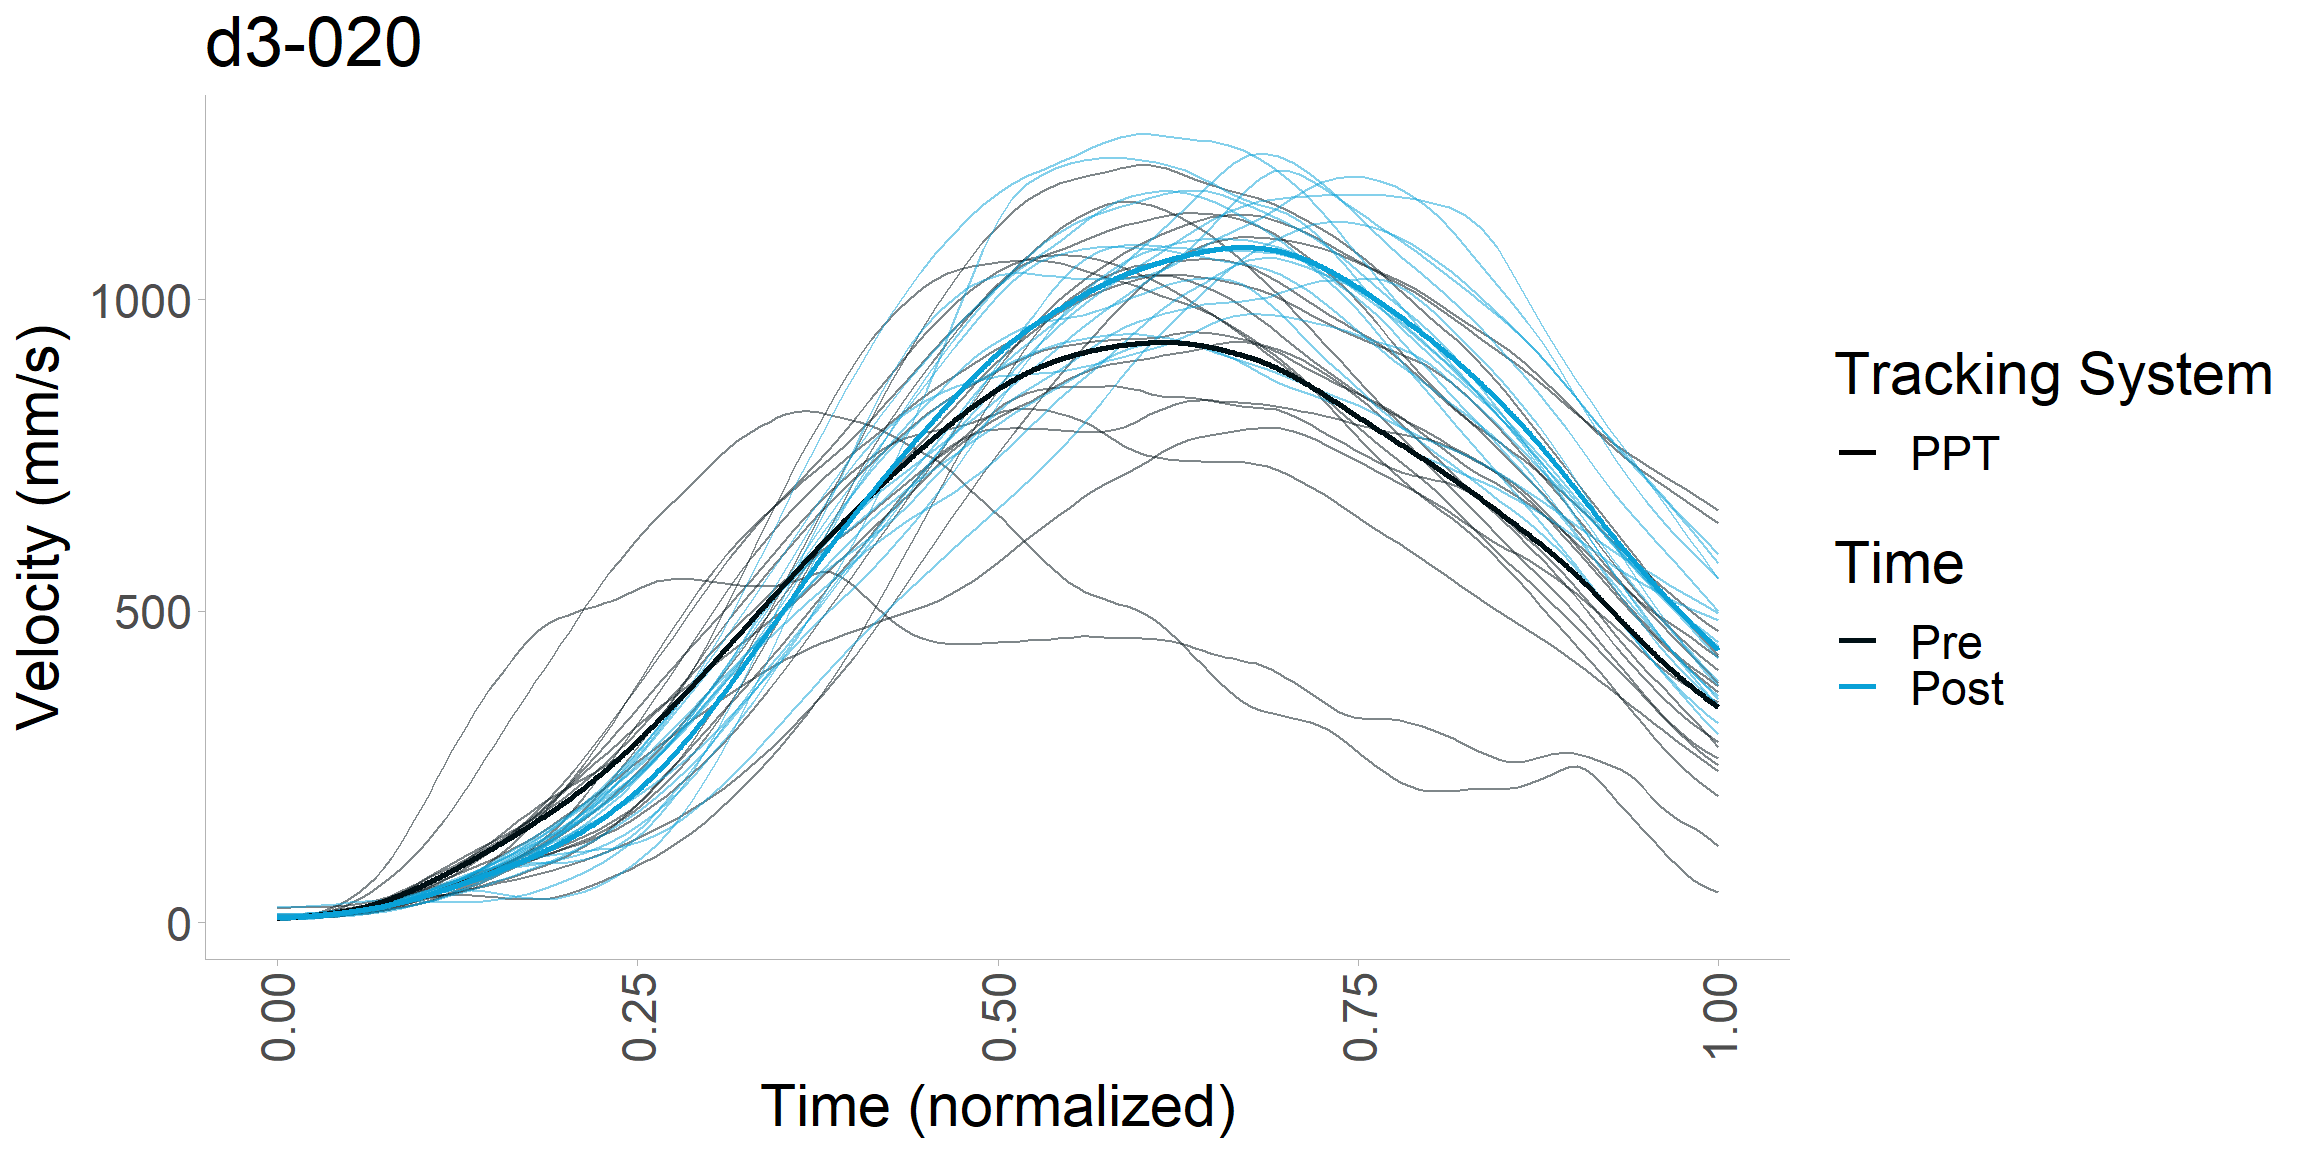 d3-020
Velocity (mm/s)
1000
500
0
0.00
0.25
0.50
0.75
1.00
Time (normalized)
Tracking System
PPT
Time
Pre
Post